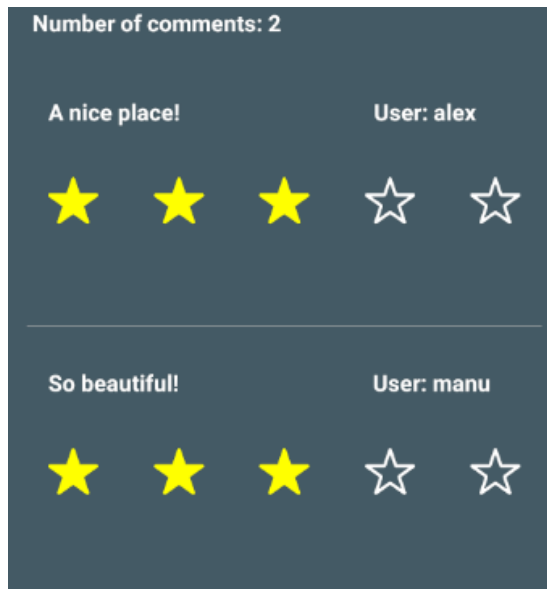 Number of comments: 2
A nice place! User: alex
So beautiful! User: manu